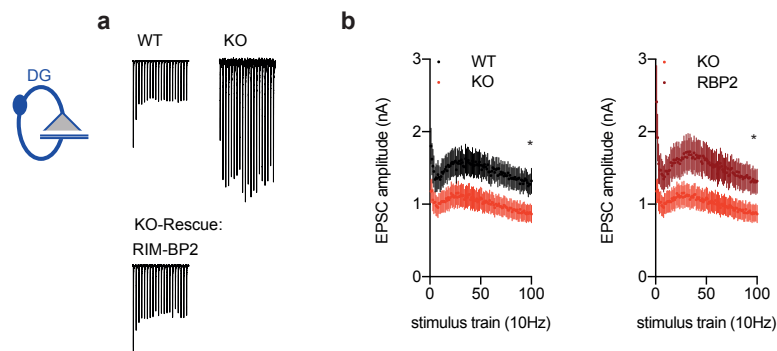 a
b
DG
WT
KO
KO-Rescue:
RIM-BP2
3
2
1
0
EPSC amplitude (nA)
WT
KO
*
0
50
100
stimulus train (10Hz)
3
2
1
0
EPSC amplitude (nA)
KO
RBP2
*
0
50
100
stimulus train (10Hz)